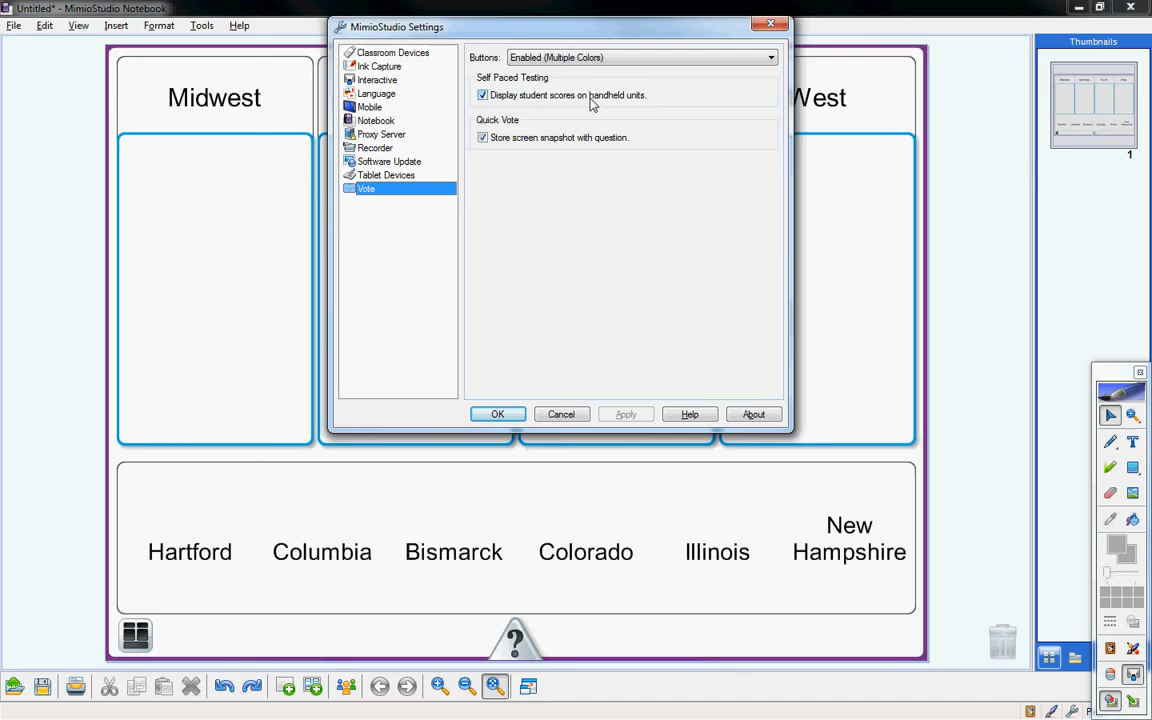 Untitled* - MimioStudio Notebook
File Edit View Insert Format Tools Help
MimioStudio Settings
Classroom Devices
Ink Capture
Interactive
Language
Mobile
Notebook
Proxy Server
Recorder
Software Update
Tablet Devices
Vote
Buttons: Enabled (Multiple Colors)
Self Paced Testing
Display student scores on handheld units.
Quick Vote
Store screen snapshot with question.
OK Cancel Apply Help About
Midwest
West
Hartford
Columbia
Bismarck
Colorado
Illinois
New
Hampshire
?
Thumbnails
1
T